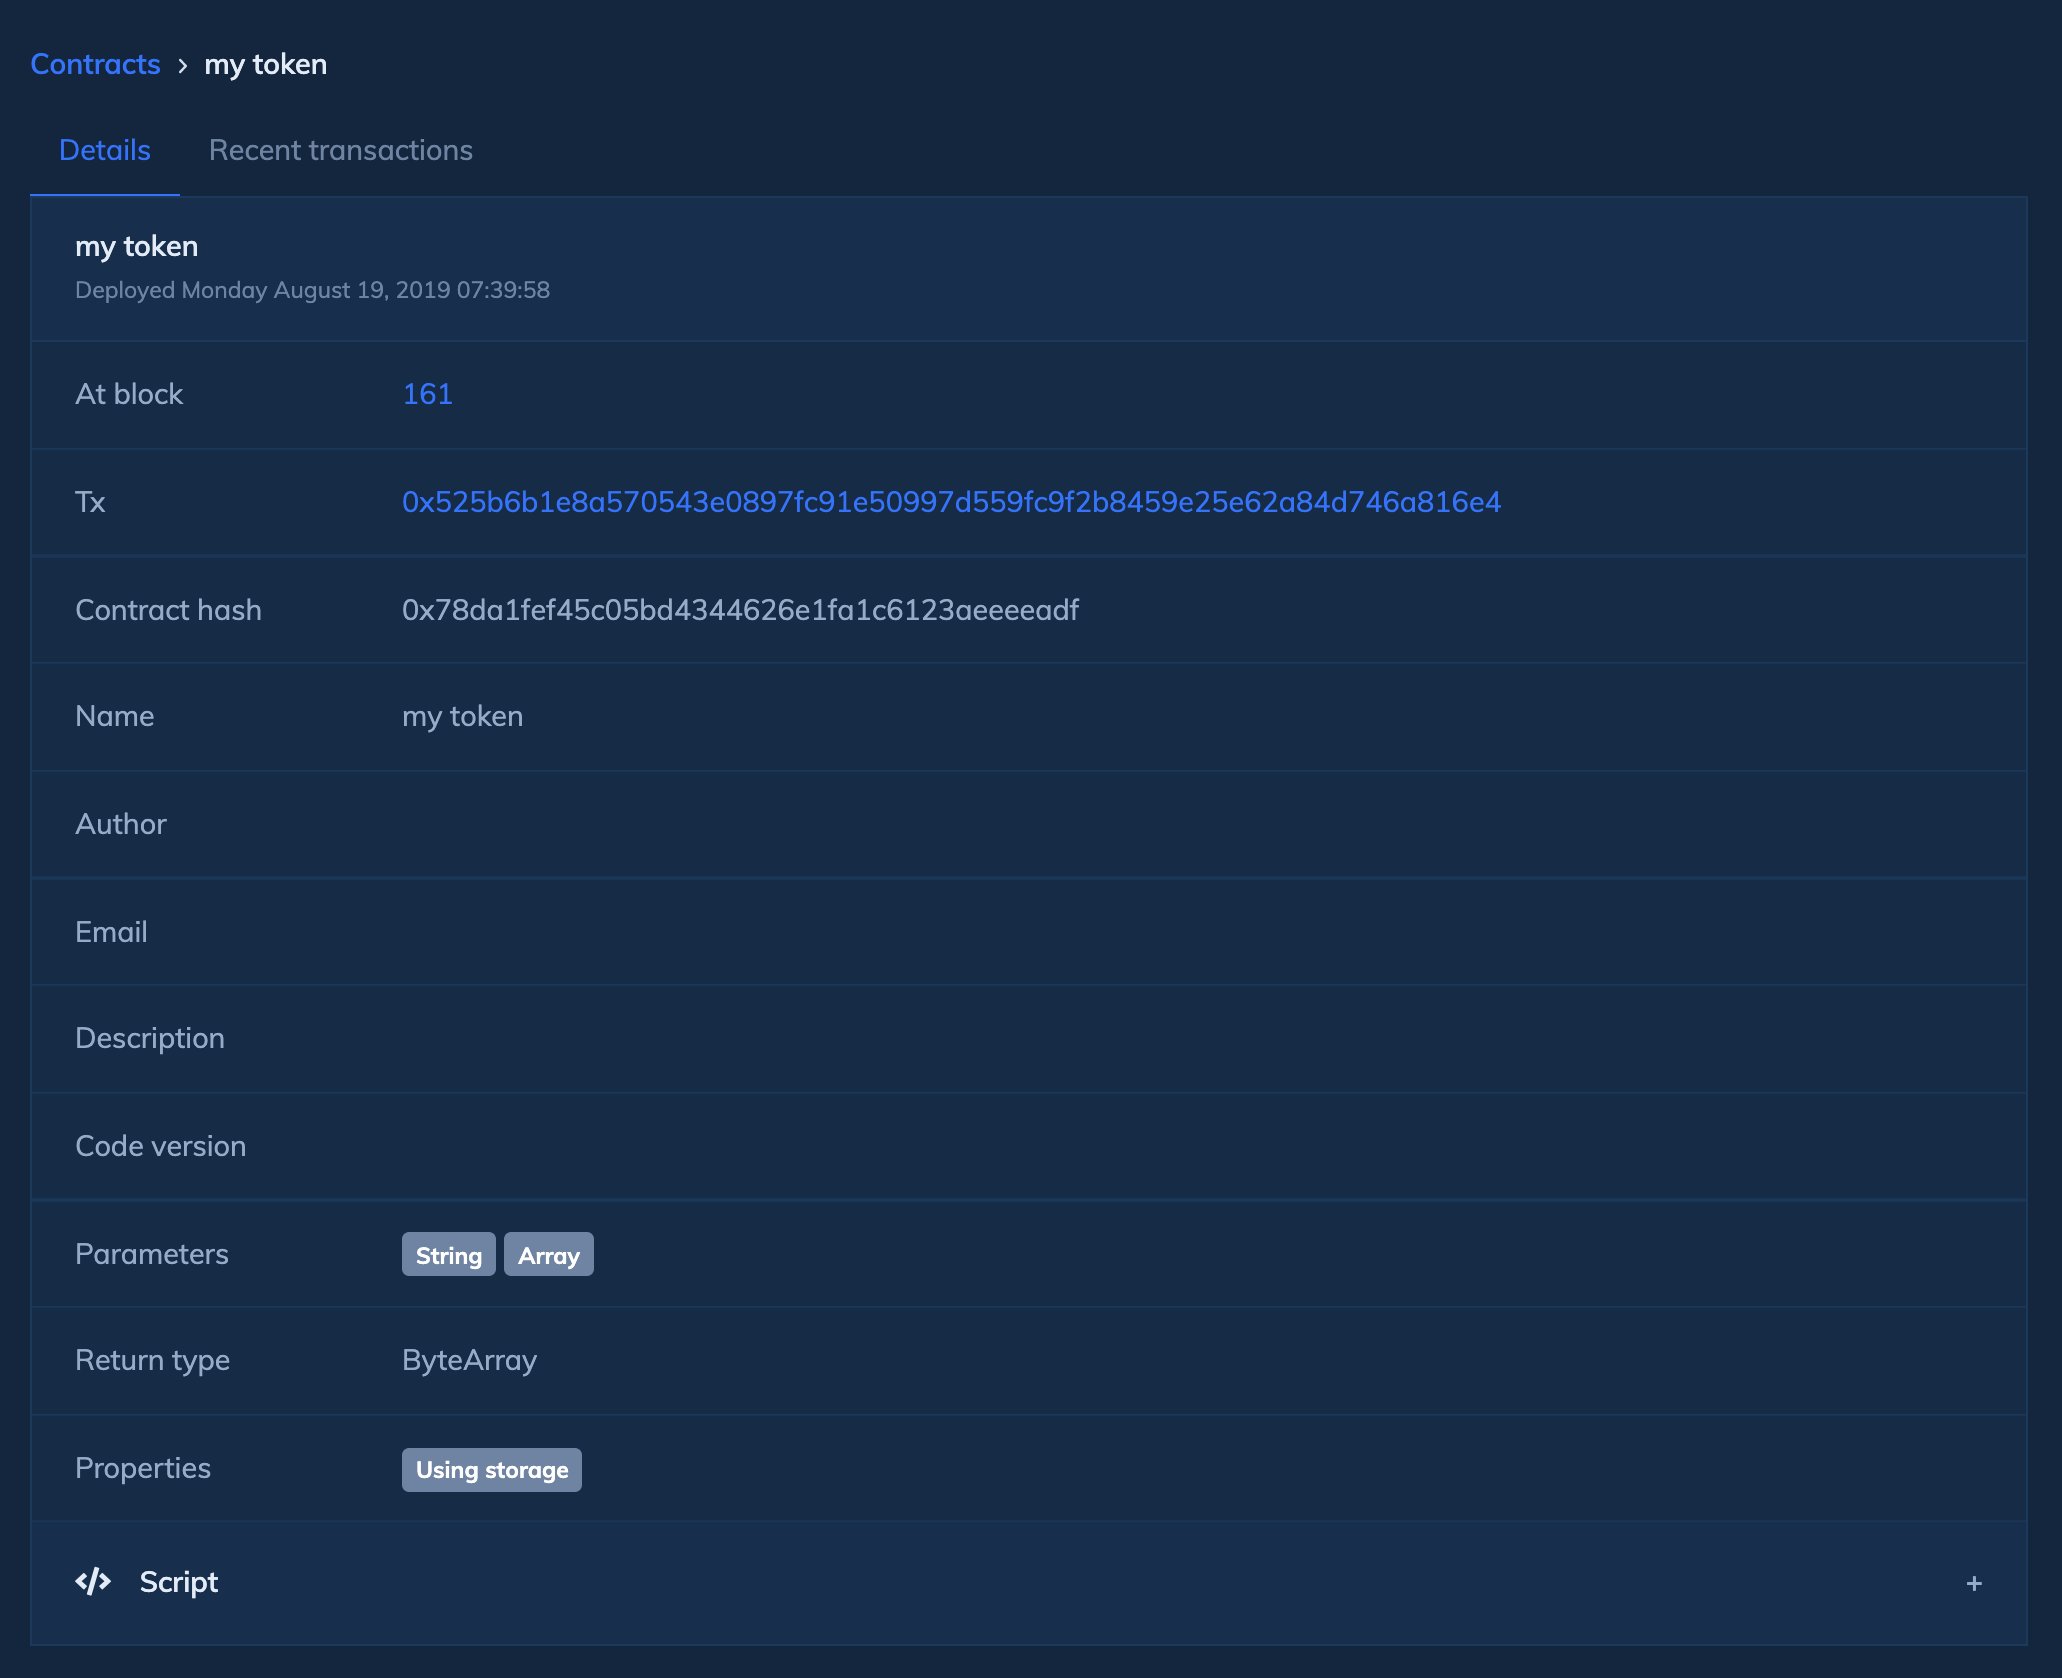 Contracts › my token
Details Recent transactions
my token
Deployed Monday August 19, 2019 07:39:58
At block 161
Tx 0x525b6b1e8a570543e0897fc91e50997d559fc9f2b8459e25e62a84d746a816e4
Contract hash 0x78da1fef45c05bd4344626e1fa1c6123aeeeeadf
Name my token
Author
Email
Description
Code version
Parameters String Array
Return type ByteArray
Properties Using storage
</> Script +